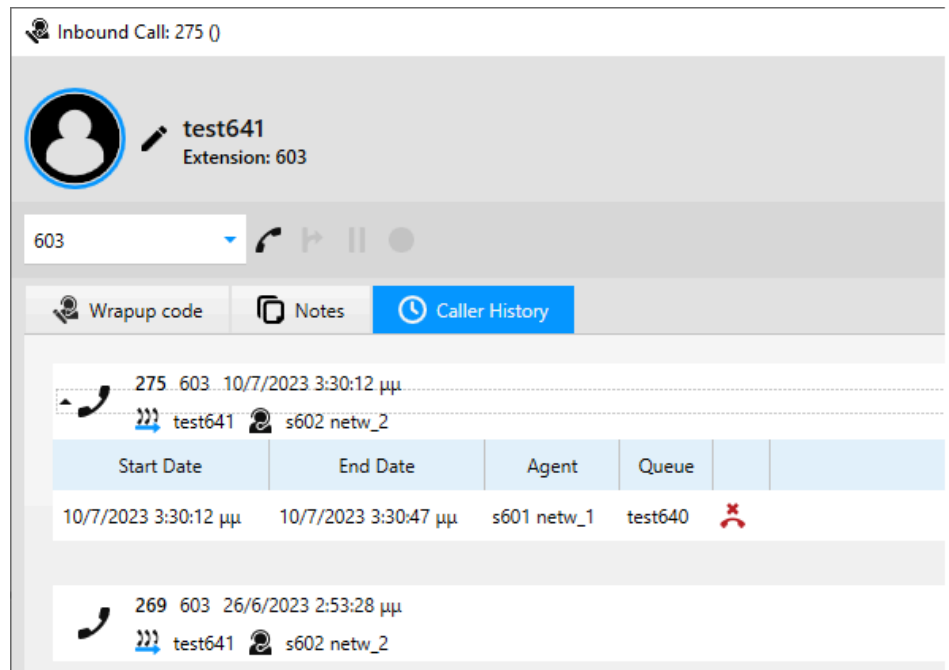 Inbound Call: 275 ()
test641
Extension: 603
603
Wrapup code Notes Caller History
275 603 10/7/2023 3:30:12 μμ
test641 s602 netw_2
Start Date End Date Agent Queue
10/7/2023 3:30:12 μμ 10/7/2023 3:30:47 μμ s601 netw_1 test640
269 603 26/6/2023 2:53:28 μμ
test641 s602 netw_2